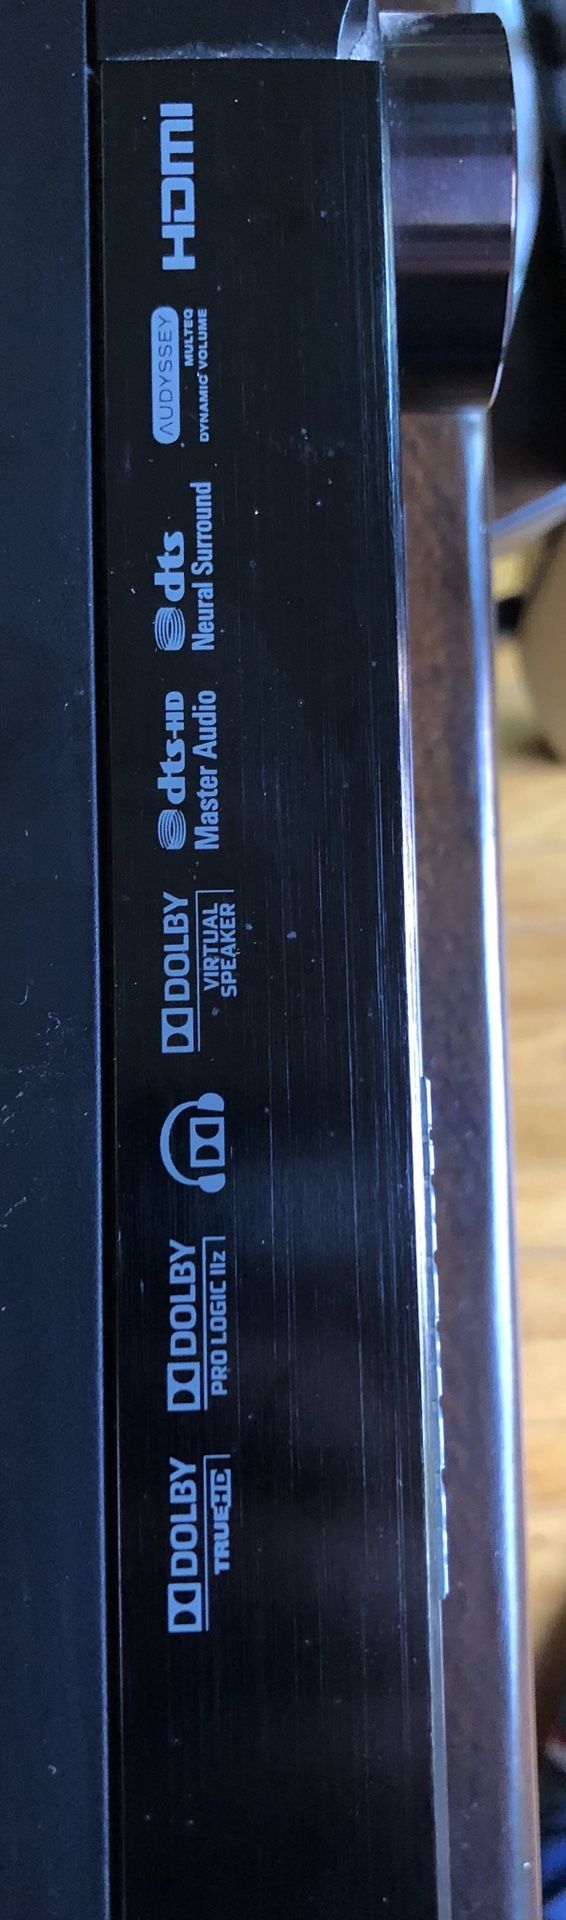 DOLBY
TRUEHD
DOLBY
PRO LOGIC IIz
DOLBY
VIRTUAL
SPEAKER
dts-HD
Master Audio
dts
Neural Surround
AUDYSSEY
MULTEQ
DYNAMIC VOLUME
HDMI